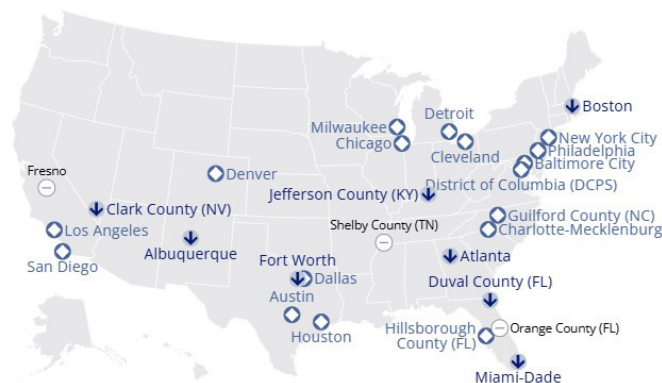 Boston
Detroit
Milwaukee
Chicago
New York City
Philadelphia
Cleveland
Baltimore City
Fresno
Denver
District of Columbia (DCPS)
Jefferson County (KY)
Clark County (NV)
Guilford County (NC)
Shelby County (TN)
Los Angeles
Charlotte-Mecklenburg
Albuquerque
Fort Worth
Atlanta
San Diego
Dallas
Duval County (FL)
Austin
Hillsborough
County (FL)
Orange County (FL)
Houston
Miami-Dade